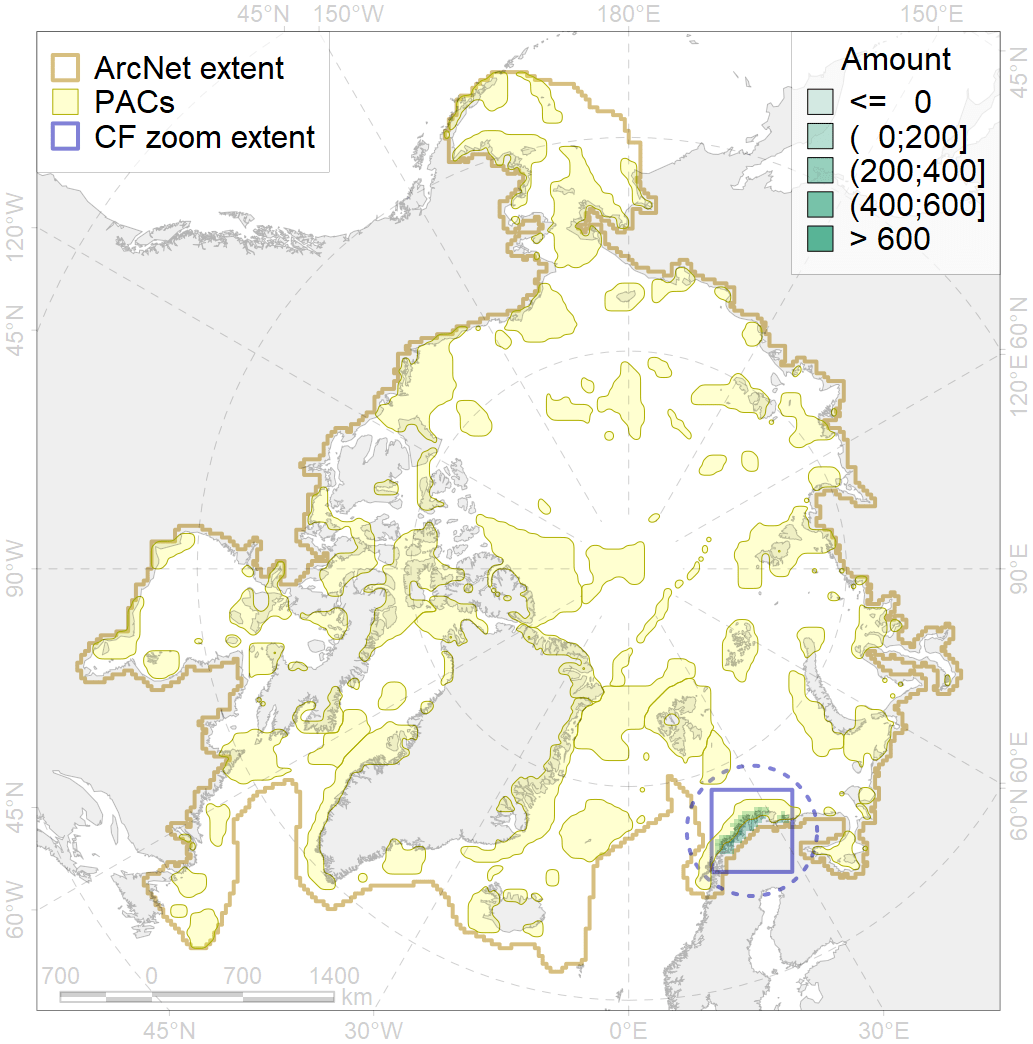 45°N 150°W 180°E 150°E
ArcNet extent
PACs
CF zoom extent
Amount
<= 0
( 0;200]
(200;400]
(400;600]
> 600
45°N
120°W
45°N
60°N
120°E
90°W
90°E
45°N
60°E
60°N
60°W
700 0 700 1400
km
45°N 30°W 0°E 30°E